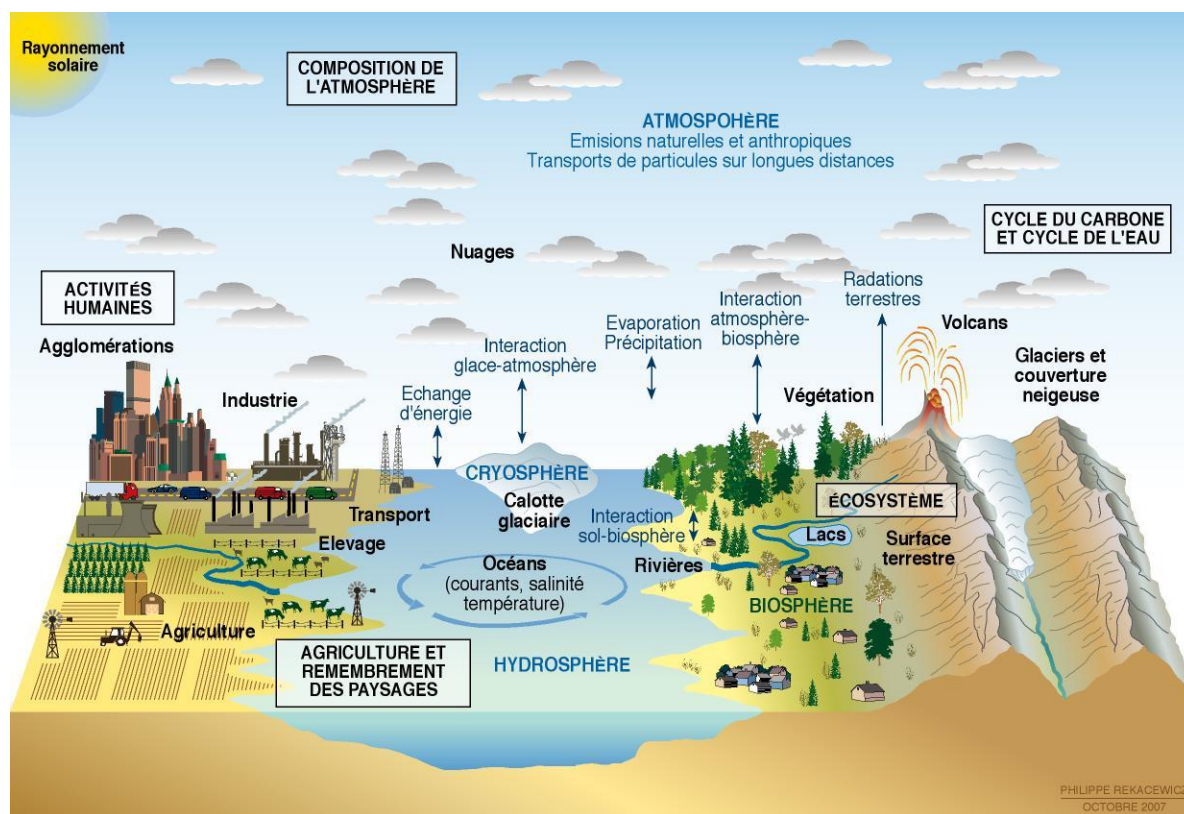 Rayonnement
solaire
COMPOSITION DE
L'ATMOSPHÈRE
ATMOSPOHÈRE
Emisions naturelles et anthropiques
Transports de particules sur longues distances
CYCLE DU CARBONE
ET CYCLE DE L'EAU
Nuages
ACTIVITÉS
HUMAINES
Agglomérations
Industrie
Echange
d'énergie
Interaction
glace-atmosphère
Evaporation
Précipitation
Interaction
atmosphère-
biosphère
Radations
terrestres
Volcans
Glaciers et
couverture
neigeuse
Végétation
CRYOSPHÈRE
Calotte
glaciaire
Transport
Elevage
Interaction
sol-biosphère
ÉCOSYSTÈME
Lacs
Surface
terrestre
Océans
(courants, salinité
température)
Rivières
BIOSPHÈRE
Agriculture
AGRICULTURE ET
REMEMBREMENT
DES PAYSAGES
HYDROSPHÈRE
PHILIPPE REKACEWICZ
OCTOBRE 2007